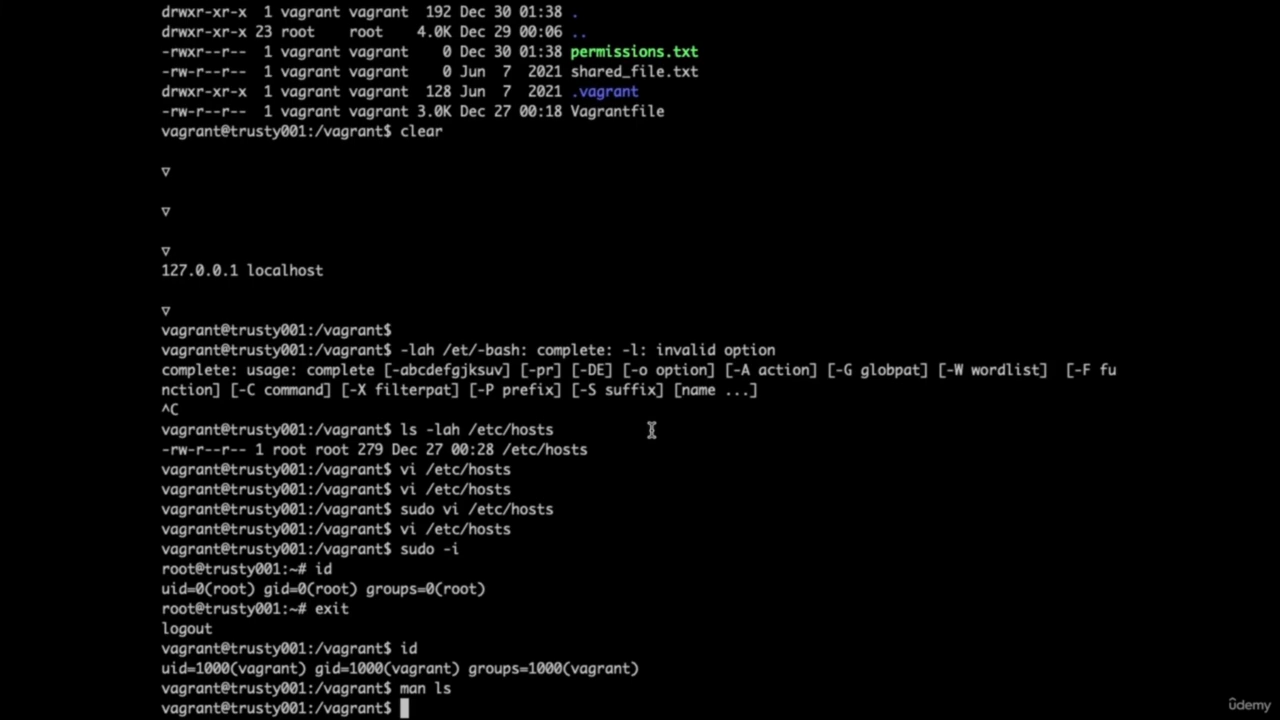 drwxr-xr-x  1 vagrant vagrant  192 Dec 30 01:38 .
drwxr-xr-x 23 root    root    4.0K Dec 29 00:06 ..
-rwxr--r--  1 vagrant vagrant    0 Dec 30 01:38 permissions.txt
-rw-r--r--  1 vagrant vagrant    0 Jun  7  2021 shared_file.txt
drwxr-xr-x  1 vagrant vagrant  128 Jun  7  2021 .vagrant
-rw-r--r--  1 vagrant vagrant 3.0K Dec 27 00:18 Vagrantfile
vagrant@trusty001:/vagrant$ clear
▽
▽
▽
127.0.0.1 localhost
▽
vagrant@trusty001:/vagrant$
vagrant@trusty001:/vagrant$ -lah /et/-bash: complete: -l: invalid option
complete: usage: complete [-abcdefgjksuv] [-pr] [-DE] [-o option] [-A action] [-G globpat] [-W wordlist]  [-F fu
nction] [-C command] [-X filterpat] [-P prefix] [-S suffix] [name ...]
^C
vagrant@trusty001:/vagrant$ ls -lah /etc/hosts
-rw-r--r-- 1 root root 279 Dec 27 00:28 /etc/hosts
vagrant@trusty001:/vagrant$ vi /etc/hosts
vagrant@trusty001:/vagrant$ vi /etc/hosts
vagrant@trusty001:/vagrant$ sudo vi /etc/hosts
vagrant@trusty001:/vagrant$ vi /etc/hosts
vagrant@trusty001:/vagrant$ sudo -i
root@trusty001:~# id
uid=0(root) gid=0(root) groups=0(root)
root@trusty001:~# exit
logout
vagrant@trusty001:/vagrant$ id
uid=1000(vagrant) gid=1000(vagrant) groups=1000(vagrant)
vagrant@trusty001:/vagrant$ man ls
vagrant@trusty001:/vagrant$
ûdemy